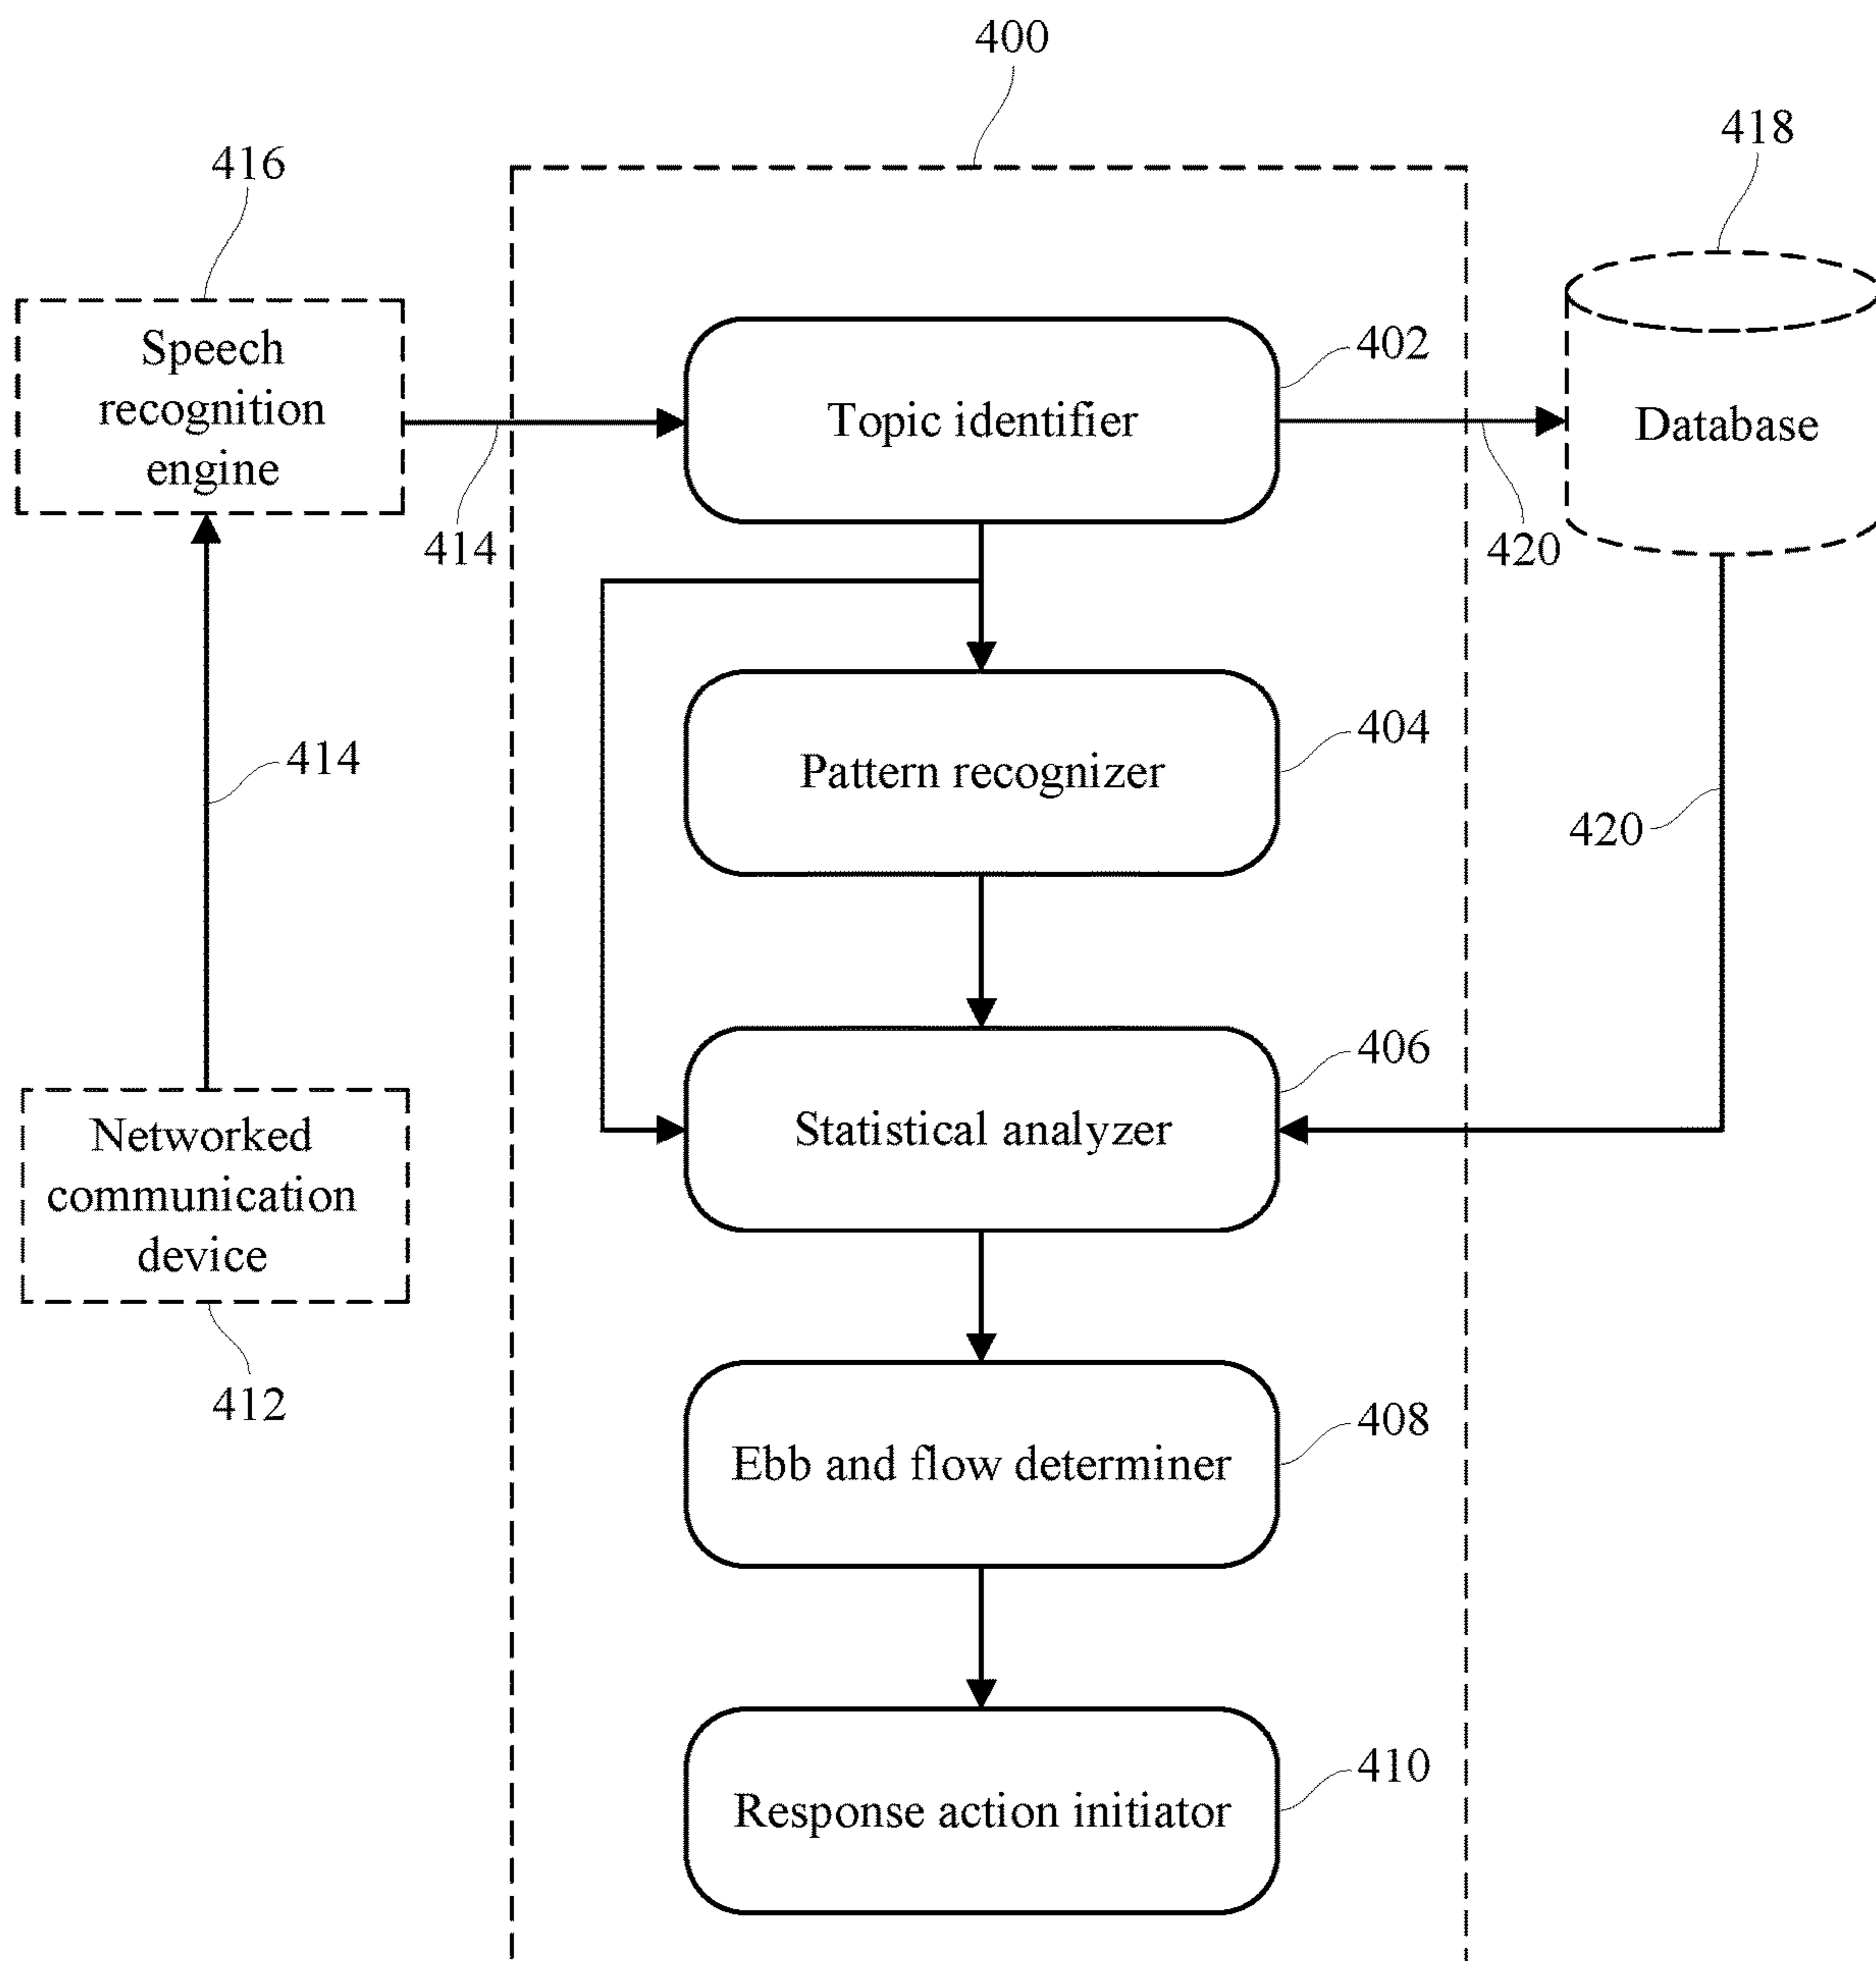 400
418
416
Speech
recognition
engine
402
Topic identifier
Database
414
420
404
414
Pattern recognizer
420
406
Networked
communication
device
Statistical analyzer
412
408
Ebb and flow determiner
410
Response action initiator